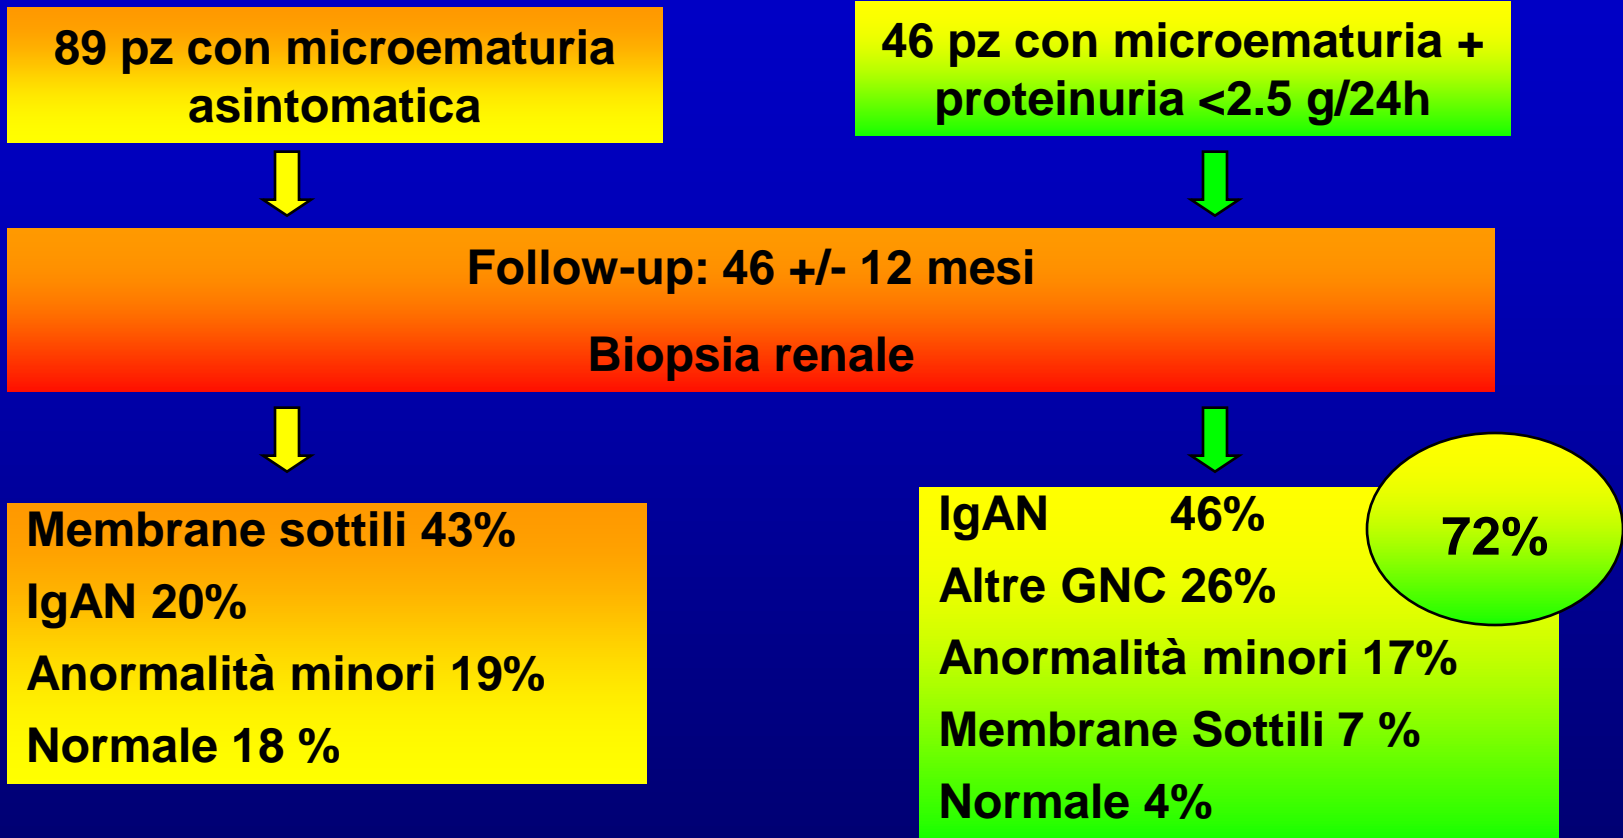 89 pz con microematuria
asintomatica
46 pz con microematuria +
proteinuria <2.5 g/24h
Follow-up: 46 +/- 12 mesi
Biopsia renale
Membrane sottili 43%
IgAN 20%
Anormalità minori 19%
Normale 18 %
IgAN 46%
Altre GNC 26%
Anormalità minori 17%
Membrane Sottili 7 %
Normale 4%
72%